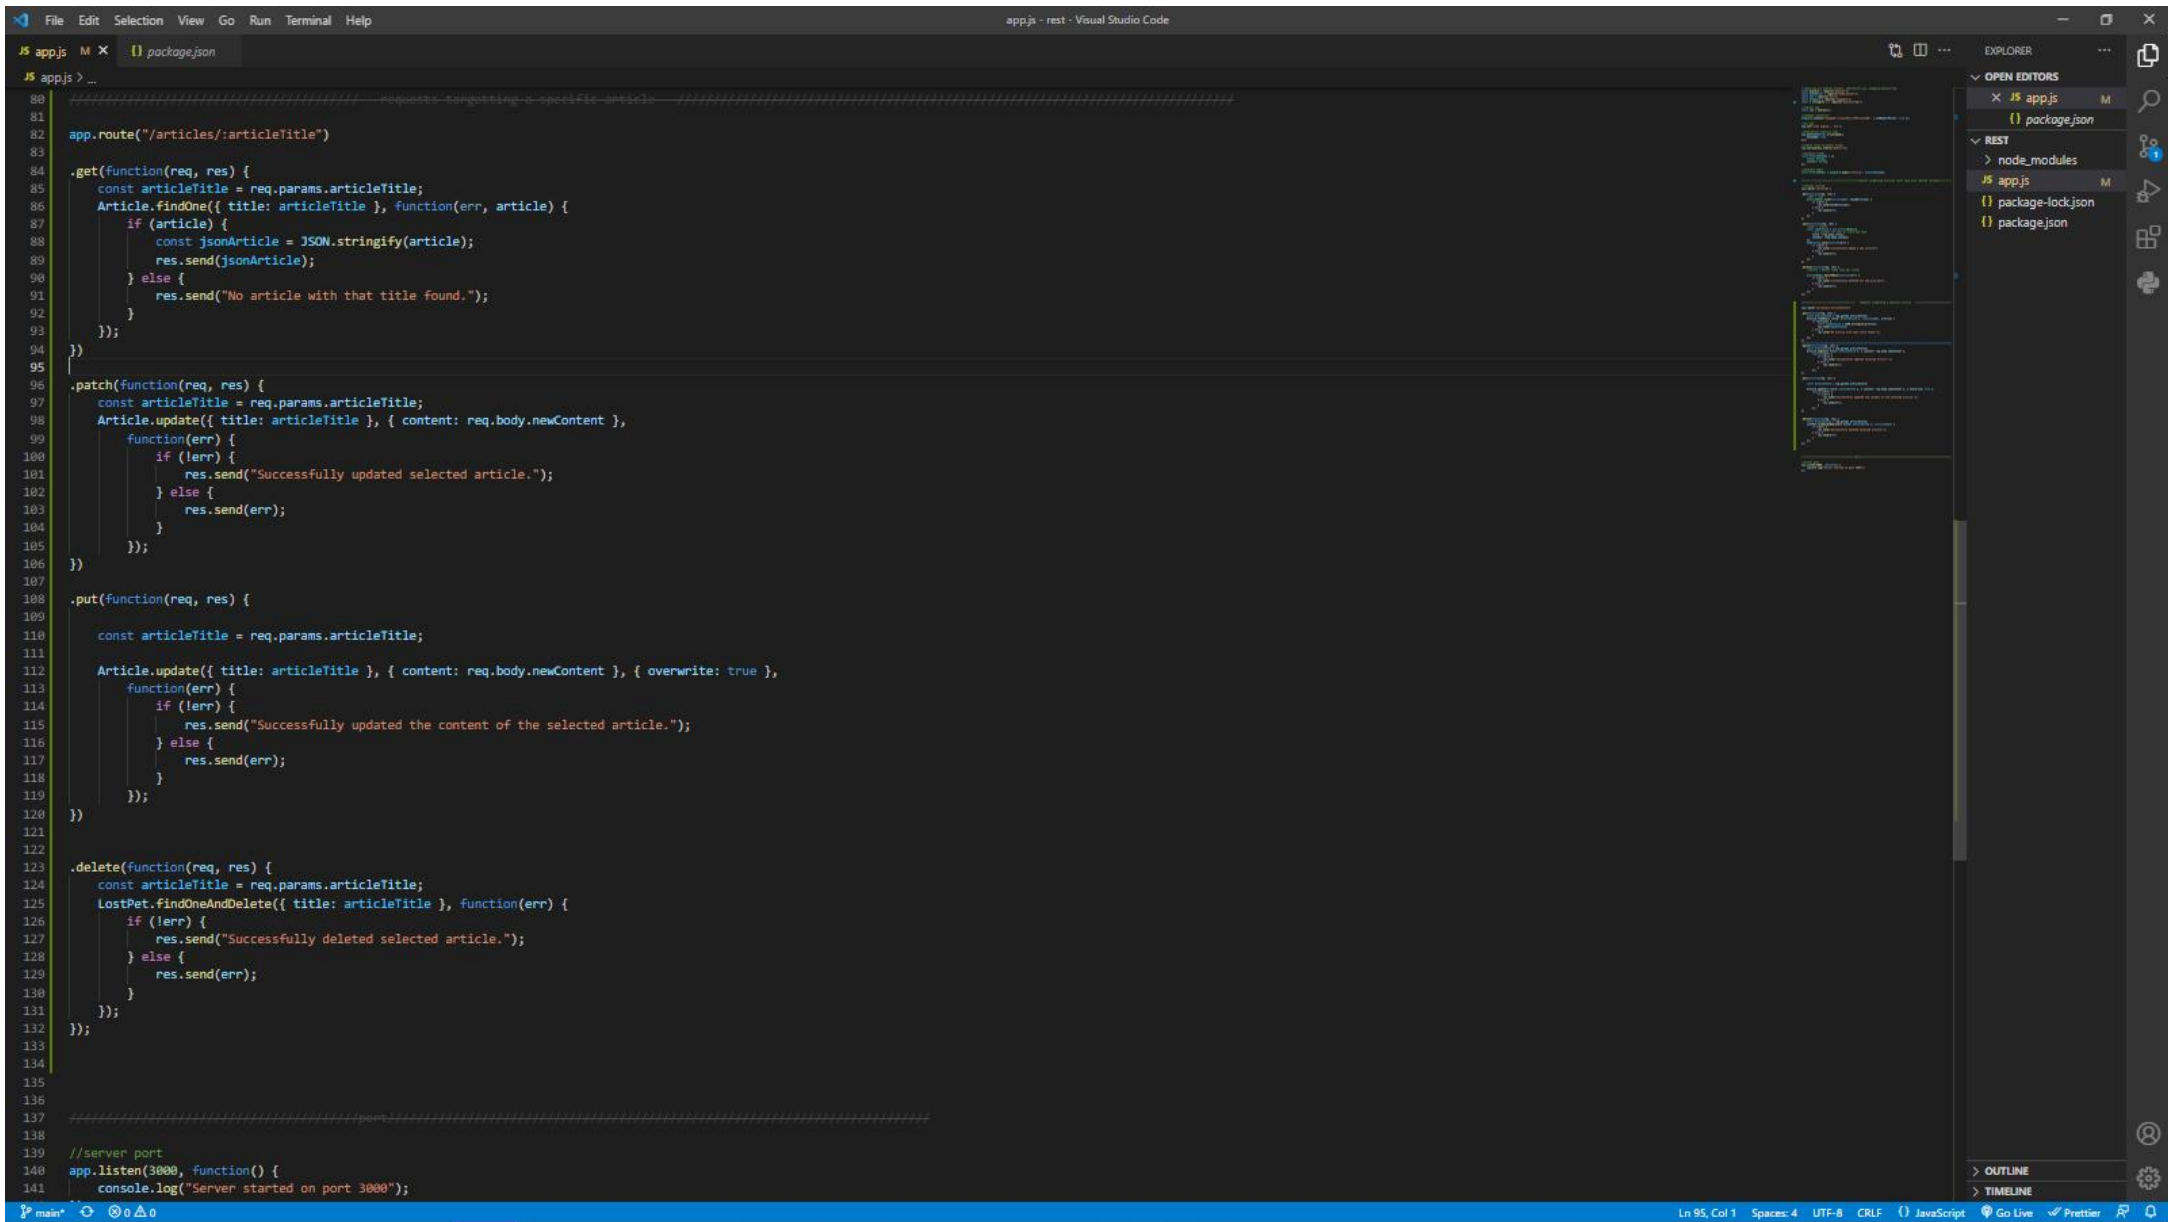 File Edit Selection View Go Run Terminal Help
app.js - rest - Visual Studio Code
JS app.js M {} package.json
JS app.js > ...
80 /////////////////////////////////////// requests targetting a specific article ///////////////////////////////////////////////////////////////////////////
81
82 app.route("/articles/:articleTitle")
83
84 .get(function(req, res) {
85 const articleTitle = req.params.articleTitle;
86 Article.findOne({ title: articleTitle }, function(err, article) {
87 if (article) {
88 const jsonArticle = JSON.stringify(article);
89 res.send(jsonArticle);
90 } else {
91 res.send("No article with that title found.");
92 }
93 });
94 })
95
96 .patch(function(req, res) {
97 const articleTitle = req.params.articleTitle;
98 Article.update({ title: articleTitle }, { content: req.body.newContent },
99 function(err) {
100 if (!err) {
101 res.send("Successfully updated selected article.");
102 } else {
103 res.send(err);
104 }
105 });
106 })
107
108 .put(function(req, res) {
109
110 const articleTitle = req.params.articleTitle;
111
112 Article.update({ title: articleTitle }, { content: req.body.newContent }, { overwrite: true },
113 function(err) {
114 if (!err) {
115 res.send("Successfully updated the content of the selected article.");
116 } else {
117 res.send(err);
118 }
119 });
120 })
121
122
123 .delete(function(req, res) {
124 const articleTitle = req.params.articleTitle;
125 LostPet.findOneAndDelete({ title: articleTitle }, function(err) {
126 if (!err) {
127 res.send("Successfully deleted selected article.");
128 } else {
129 res.send(err);
130 }
131 });
132 });
133
134
135
136
137 ///////////////////////////////////////port/////////////////////////////////////////////////////////////////////////
138
139 //server port
140 app.listen(3000, function() {
141 console.log("Server started on port 3000");
EXPLORER
OPEN EDITORS
JS app.js M
{} package.json
REST
> node_modules
JS app.js M
{} package-lock.json
{} package.json
1
> OUTLINE
> TIMELINE
main* 0 0
Ln 95, Col 1 Spaces: 4 UTF-8 CRLF {} JavaScript Go Live Prettier